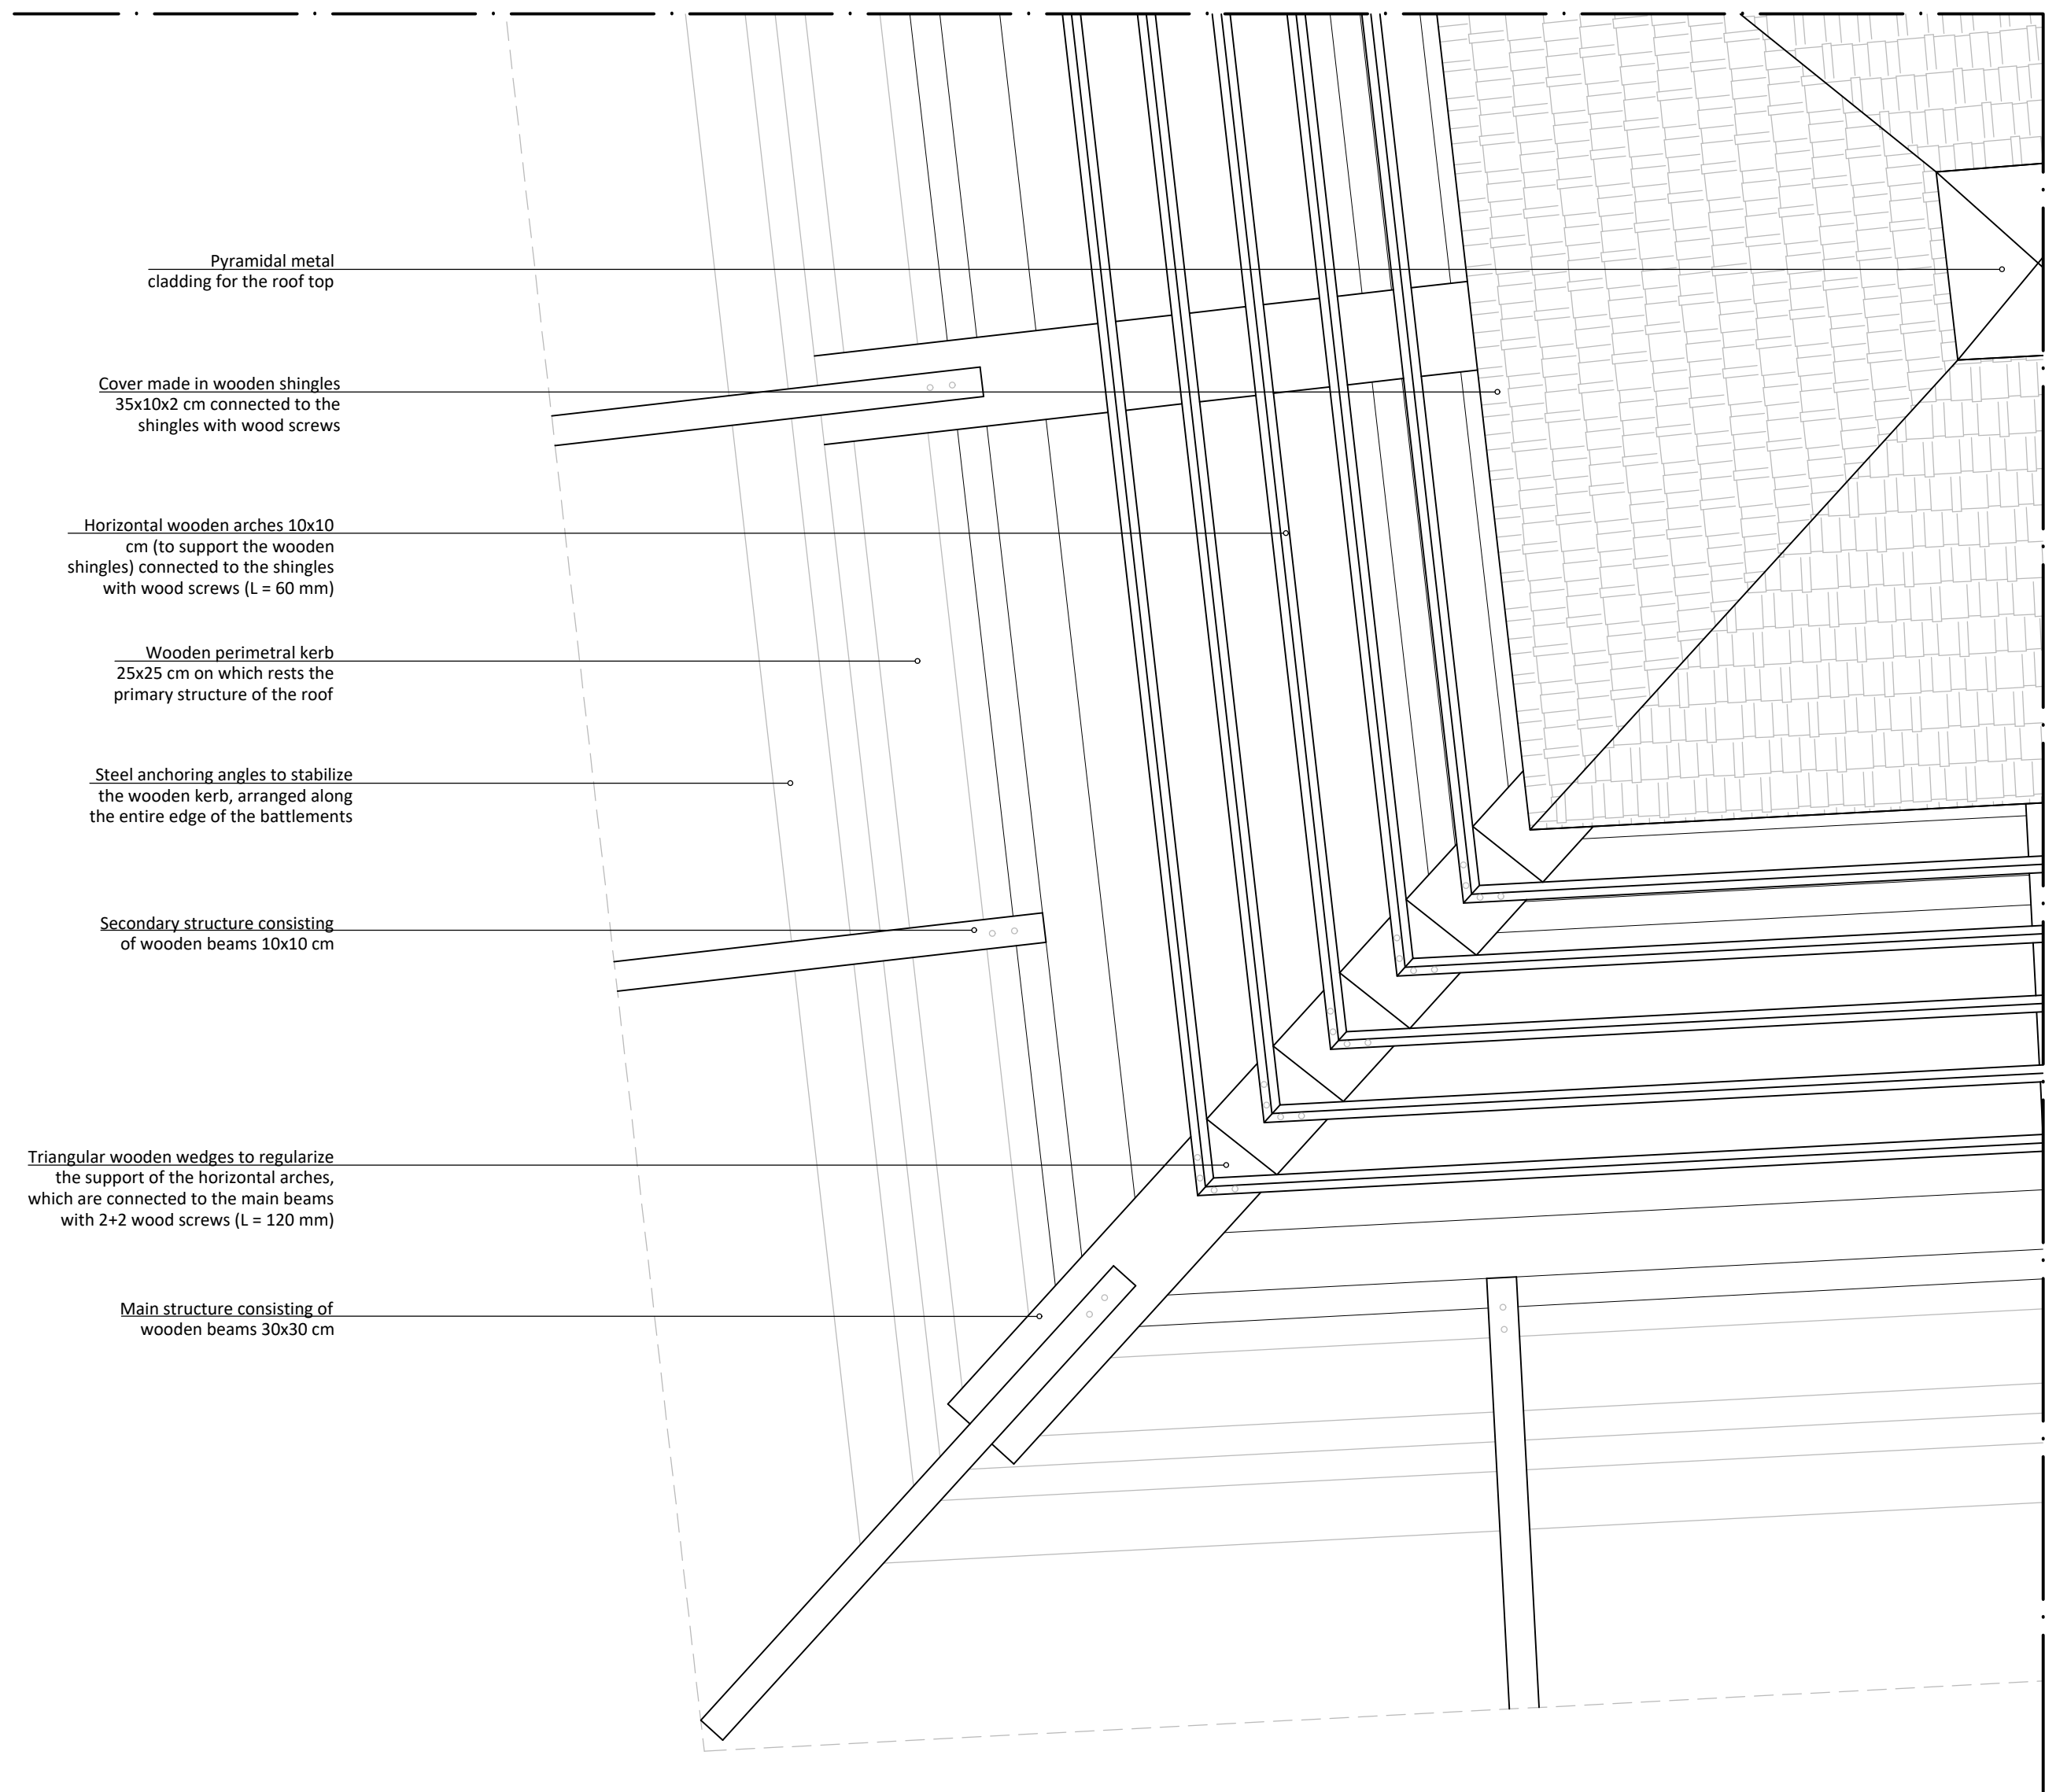 Pyramidal metal
cladding for the roof top
Cover made in wooden shingles
35x10x2 cm connected to the
shingles with wood screws
Horizontal wooden arches 10x10
cm (to support the wooden
shingles) connected to the shingles
with wood screws (L = 60 mm)
Wooden perimetral kerb
25x25 cm on which rests the
primary structure of the roof
Steel anchoring angles to stabilize
the wooden kerb, arranged along
the entire edge of the battlements
Secondary structure consisting
of wooden beams 10x10 cm
Triangular wooden wedges to regularize
the support of the horizontal arches,
which are connected to the main beams
with 2+2 wood screws (L = 120 mm)
Main structure consisting of
wooden beams 30x30 cm